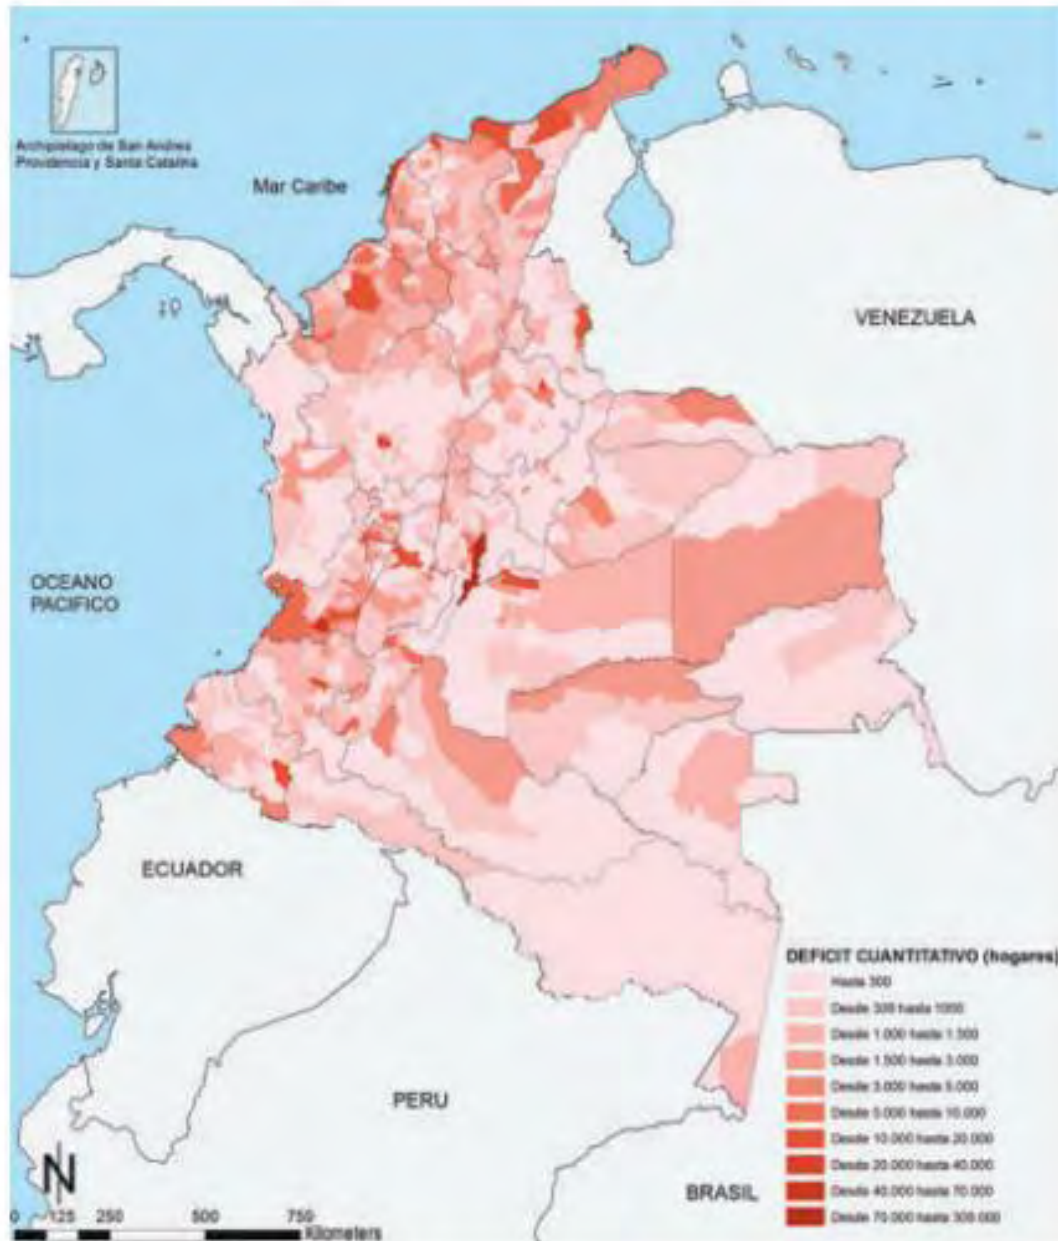 Archipielago de San Andres
Providencia y Santa Catalina
Mar Caribe
VENEZUELA
OCEANO
PACIFICO
ECUADOR
PERU
BRASIL
DEFICIT CUANTITATIVO (hogares)
Hasta 300
Desde 300 hasta 1000
Desde 1.000 hasta 1.500
Desde 1.500 hasta 3.000
Desde 3.000 hasta 5.000
Desde 5.000 hasta 10.000
Desde 10.000 hasta 20.000
Desde 20.000 hasta 40.000
Desde 40.000 hasta 70.000
Desde 70.000 hasta 300.000
N
0 125 250 500 750
Kilometers